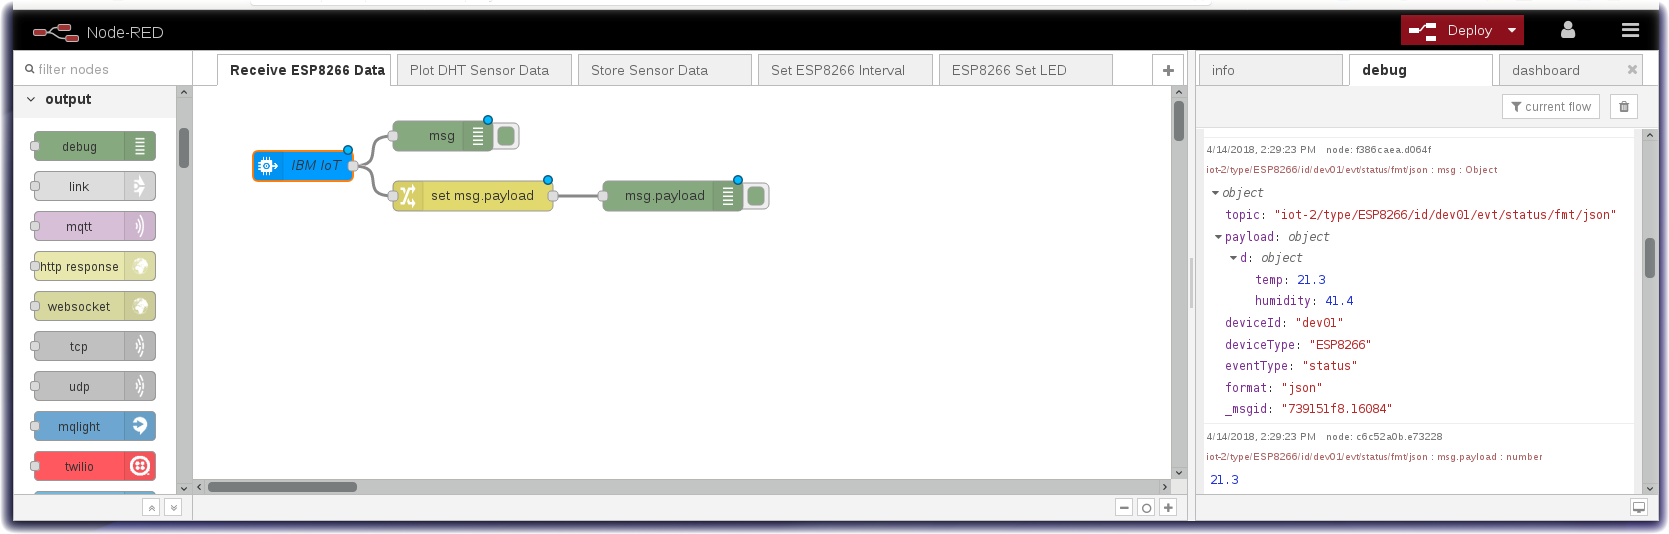 Node-RED
Deploy
filter nodes
Receive ESP8266 Data
Plot DHT Sensor Data
Store Sensor Data
Set ESP8266 Interval
ESP8266 Set LED
info
debug
dashboard
output
debug
link
mqtt
http response
websocket
tcp
udp
mqlight
twilio
IBM IoT
msg
set msg.payload
msg.payload
current flow
4/14/2018, 2:29:23 PM node: f386caea.d064f
iot-2/type/ESP8266/id/dev01/evt/status/fmt/json : msg : Object
object
topic: "iot-2/type/ESP8266/id/dev01/evt/status/fmt/json"
payload: object
d: object
temp: 21.3
humidity: 41.4
deviceId: "dev01"
deviceType: "ESP8266"
eventType: "status"
format: "json"
_msgid: "739151f8.16084"
4/14/2018, 2:29:23 PM node: c6c52a0b.e73228
iot-2/type/ESP8266/id/dev01/evt/status/fmt/json : msg.payload : number
21.3